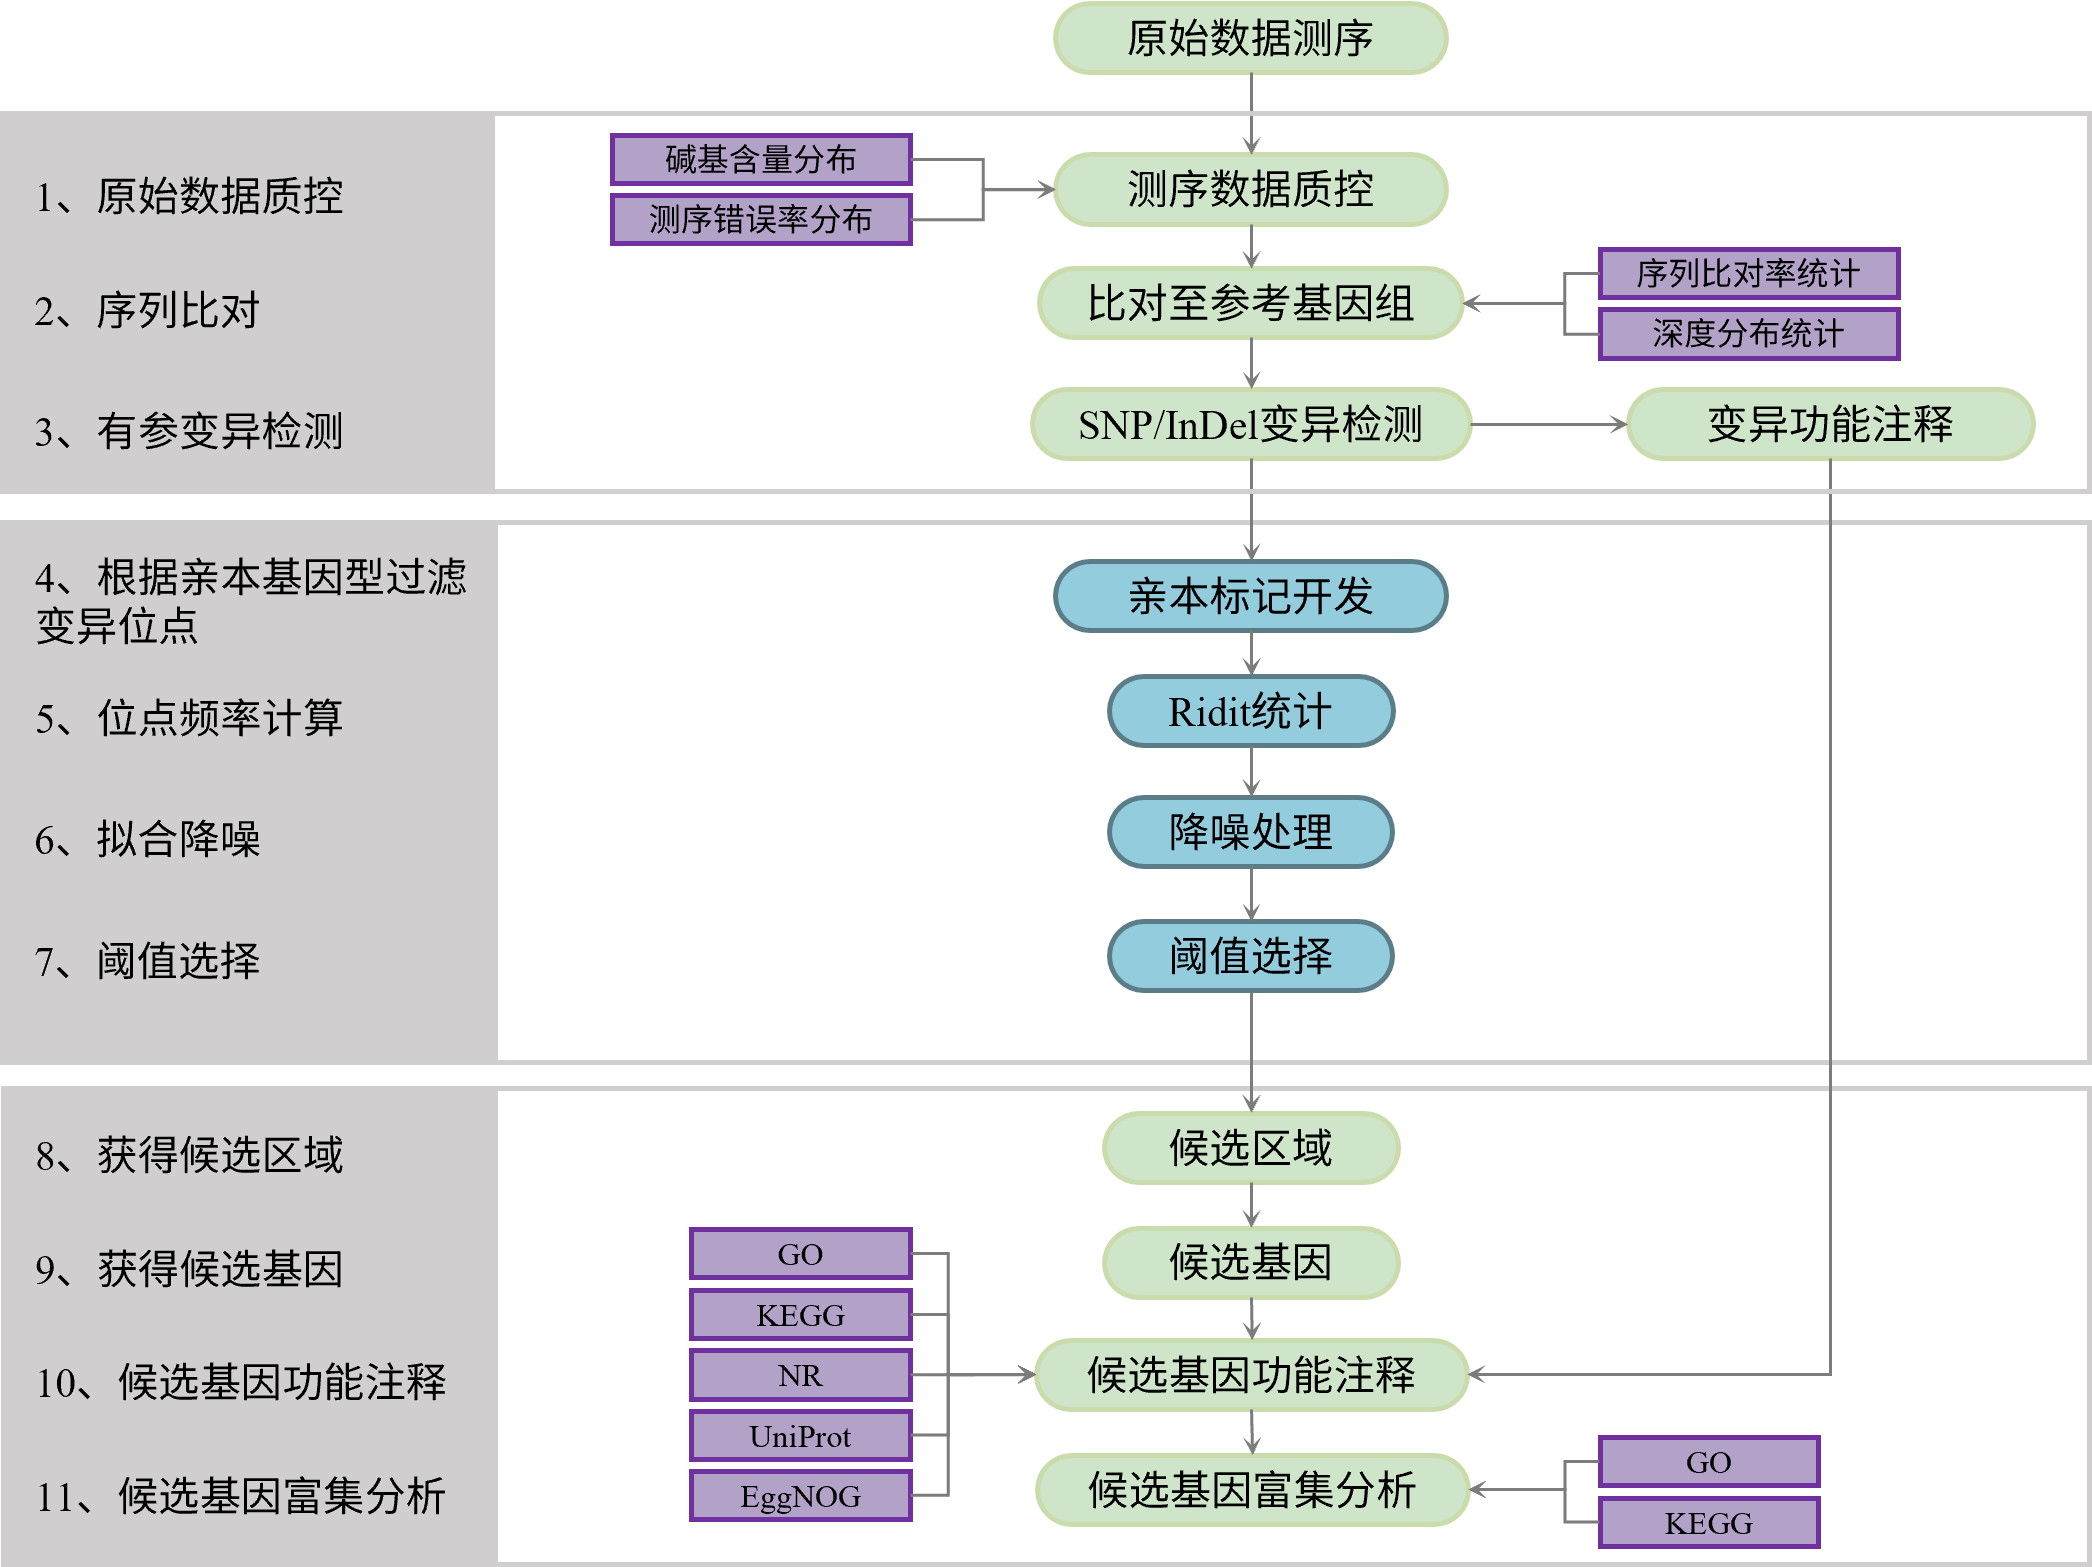 原始数据测序
1、原始数据质控
碱基含量分布
测序错误率分布
测序数据质控
2、序列比对
比对至参考基因组
序列比对率统计
深度分布统计
3、有参变异检测
SNP/InDel变异检测
变异功能注释
4、根据亲本基因型过滤
变异位点
亲本标记开发
5、位点频率计算
Ridit统计
6、拟合降噪
降噪处理
7、阈值选择
阈值选择
8、获得候选区域
候选区域
9、获得候选基因
候选基因
GO
KEGG
NR
UniProt
EggNOG
10、候选基因功能注释
候选基因功能注释
11、候选基因富集分析
候选基因富集分析
GO
KEGG